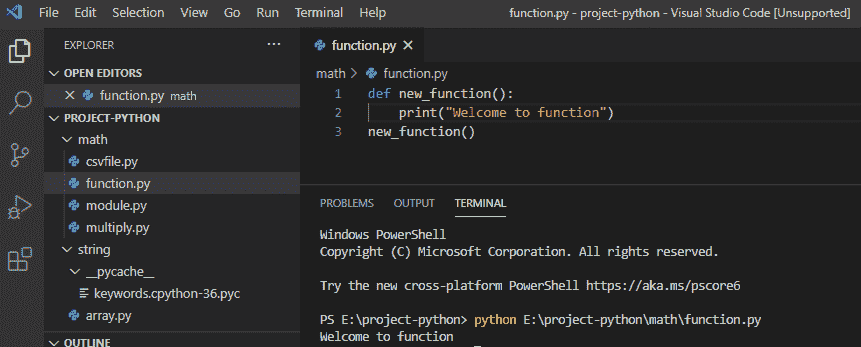 File Edit Selection View Go Run Terminal Help function.py - project-python - Visual Studio Code [Unsupported]
EXPLORER ...
OPEN EDITORS
function.py math
PROJECT-PYTHON
math
csvfile.py
function.py
module.py
multiply.py
string
__pycache__
keywords.cpython-36.pyc
array.py
OUTLINE
function.py
math > function.py
1 def new_function():
2 print("Welcome to function")
3 new_function()
PROBLEMS OUTPUT TERMINAL
Windows PowerShell
Copyright (C) Microsoft Corporation. All rights reserved.
Try the new cross-platform PowerShell https://aka.ms/pscore6
PS E:\project-python> python E:\project-python\math\function.py
Welcome to function